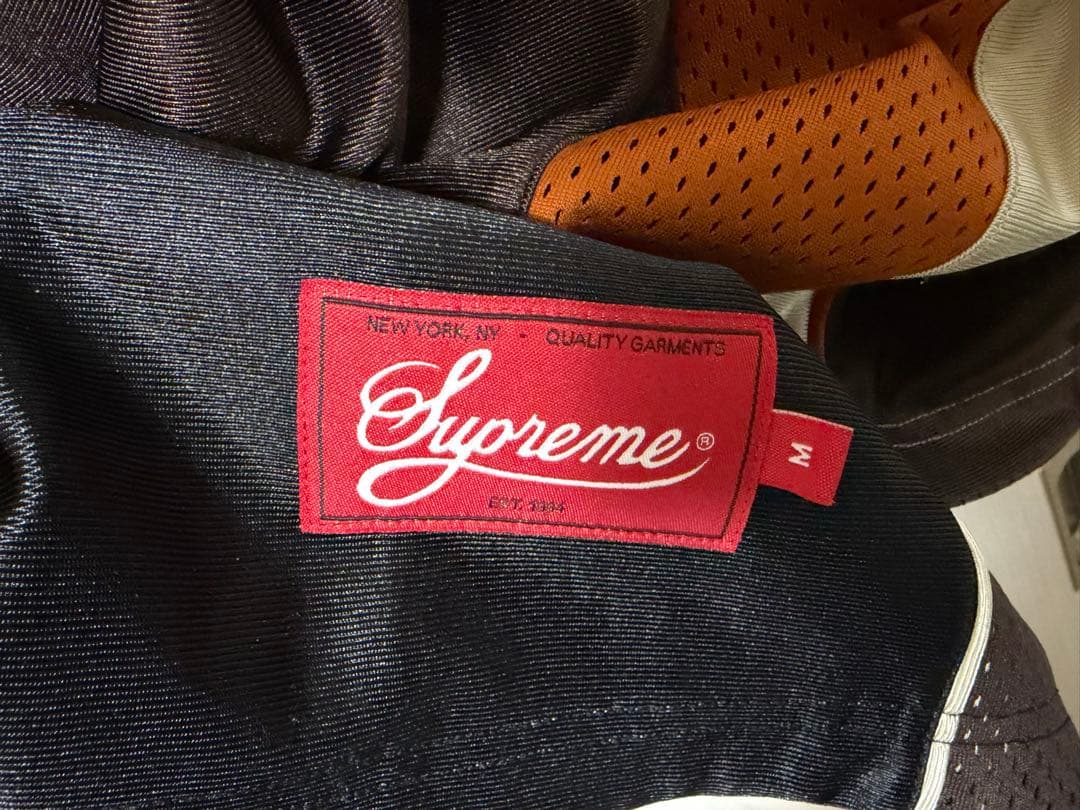 NEW YORK, NY - QUALITY GARMENTS
Supreme®
EST. 1994
M